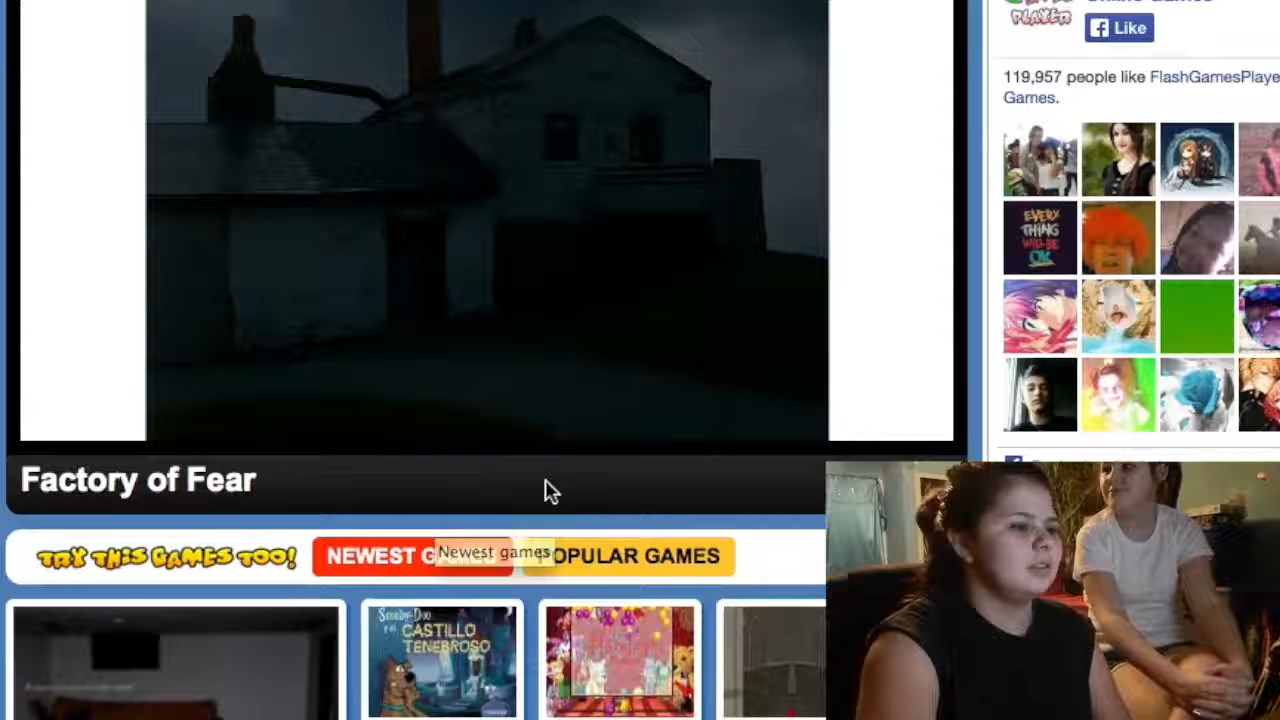 PLAYER
Like
119,957 people like FlashGamesPlaye
Games.
EVERY
THING
WILL BE
OK
Factory of Fear
TRY THIS GAMES TOO!
NEWEST G
Newest games
OPULAR GAMES
SCOOBY-DOO
CASTILLO
TENEBROSO